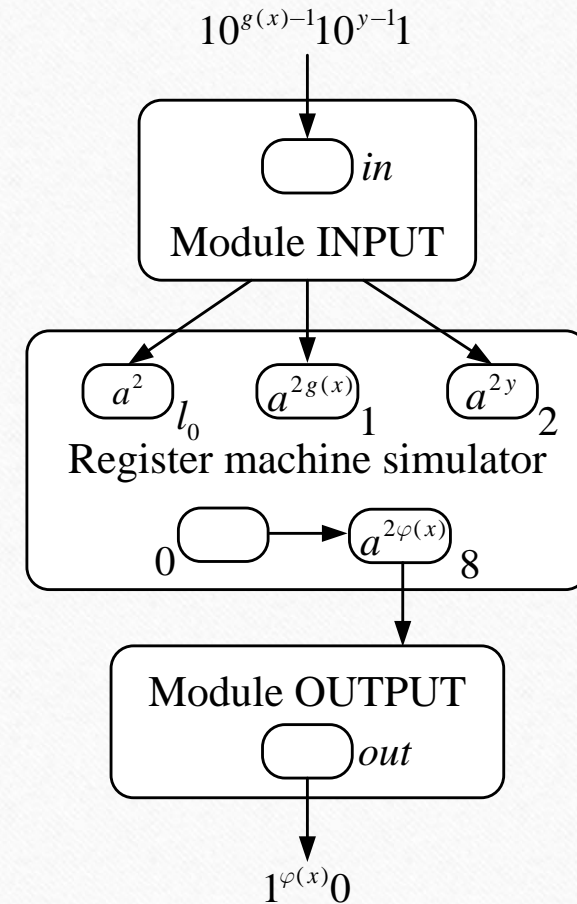 10^{g(x)−1}10^{y−1}1
in
Module INPUT
a^2 a^{2g(x)} a^{2y}
l_0 1 2
Register machine simulator
a^{2φ(x)}
0 8
Module OUTPUT
out
1^{φ(x)}0